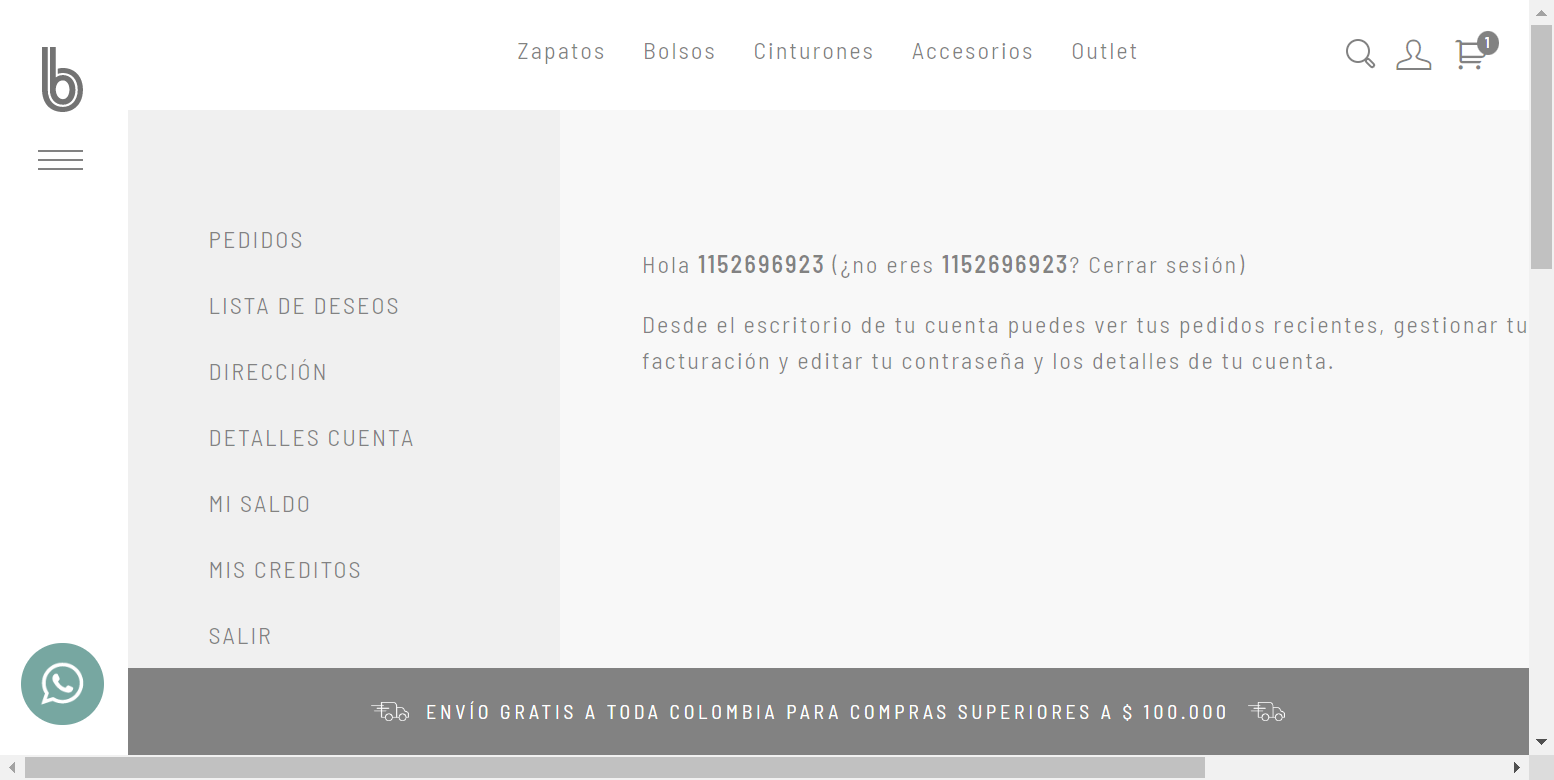 b
Zapatos Bolsos Cinturones Accesorios Outlet
1
PEDIDOS
LISTA DE DESEOS
DIRECCIÓN
DETALLES CUENTA
MI SALDO
MIS CREDITOS
SALIR
Hola 1152696923 (¿no eres 1152696923? Cerrar sesión)
Desde el escritorio de tu cuenta puedes ver tus pedidos recientes, gestionar tu
facturación y editar tu contraseña y los detalles de tu cuenta.
ENVÍO GRATIS A TODA COLOMBIA PARA COMPRAS SUPERIORES A $ 100.000